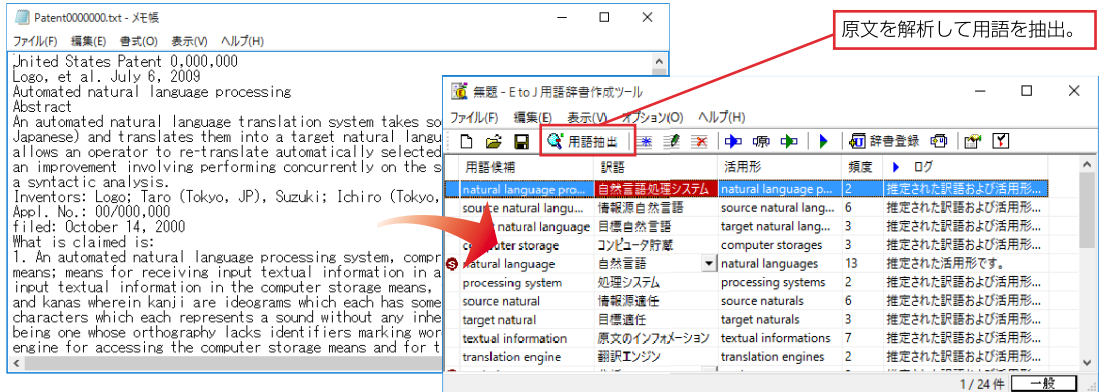 Patent0000000.txt - メモ帳
ファイル(F) 編集(E) 書式(O) 表示(V) ヘルプ(H)
United States Patent 0,000,000
Logo, et al. July 6, 2009
Automated natural language processing
Abstract
An automated natural language translation system takes so
Japanese) and translates them into a target natural langu
allows an operator to re-translate automatically selected
an improvement involving performing concurrently on the s
a syntactic analysis.
Inventors: Logo; Taro (Tokyo, JP), Suzuki; Ichiro (Tokyo,
Appl. No.: 00/000,000
filed: October 14, 2000
What is claimed is:
1. An automated natural language processing system, compr
means; means for receiving input textual information in a
input textual information in the computer storage means,
and kanas wherein kanji are ideograms which each has some
characters which each represents a sound without any inhe
being one whose orthography lacks identifiers marking wor
engine for accessing the computer storage means and for t
原文を解析して用語を抽出。
無題 - E to J 用語辞書作成ツール
ファイル(F) 編集(E) 表示(V) オプション(O) ヘルプ(H)
用語抽出 辞書登録
用語候補 訳語 活用形 頻度 ログ
natural language pro... 自然言語処理システム natural language p... 2 推定された訳語および活用形...
source natural langu... 情報源自然言語 source natural lang... 6 推定された訳語および活用形...
natural language 目標自然言語 target natural lang... 3 推定された訳語および活用形...
computer storage コンピュータ貯蔵 computer storages 3 推定された訳語および活用形...
natural language 自然言語 natural languages 13 推定された活用形です。
processing system 処理システム processing systems 2 推定された訳語および活用形...
source natural 情報源適任 source naturals 6 推定された訳語および活用形...
target natural 目標適任 target naturals 3 推定された訳語および活用形...
textual information 原文のインフォメーション textual informations 7 推定された訳語および活用形...
translation engine 翻訳エンジン translation engines 2 推定された訳語および活用形...
1 / 24 件 一般